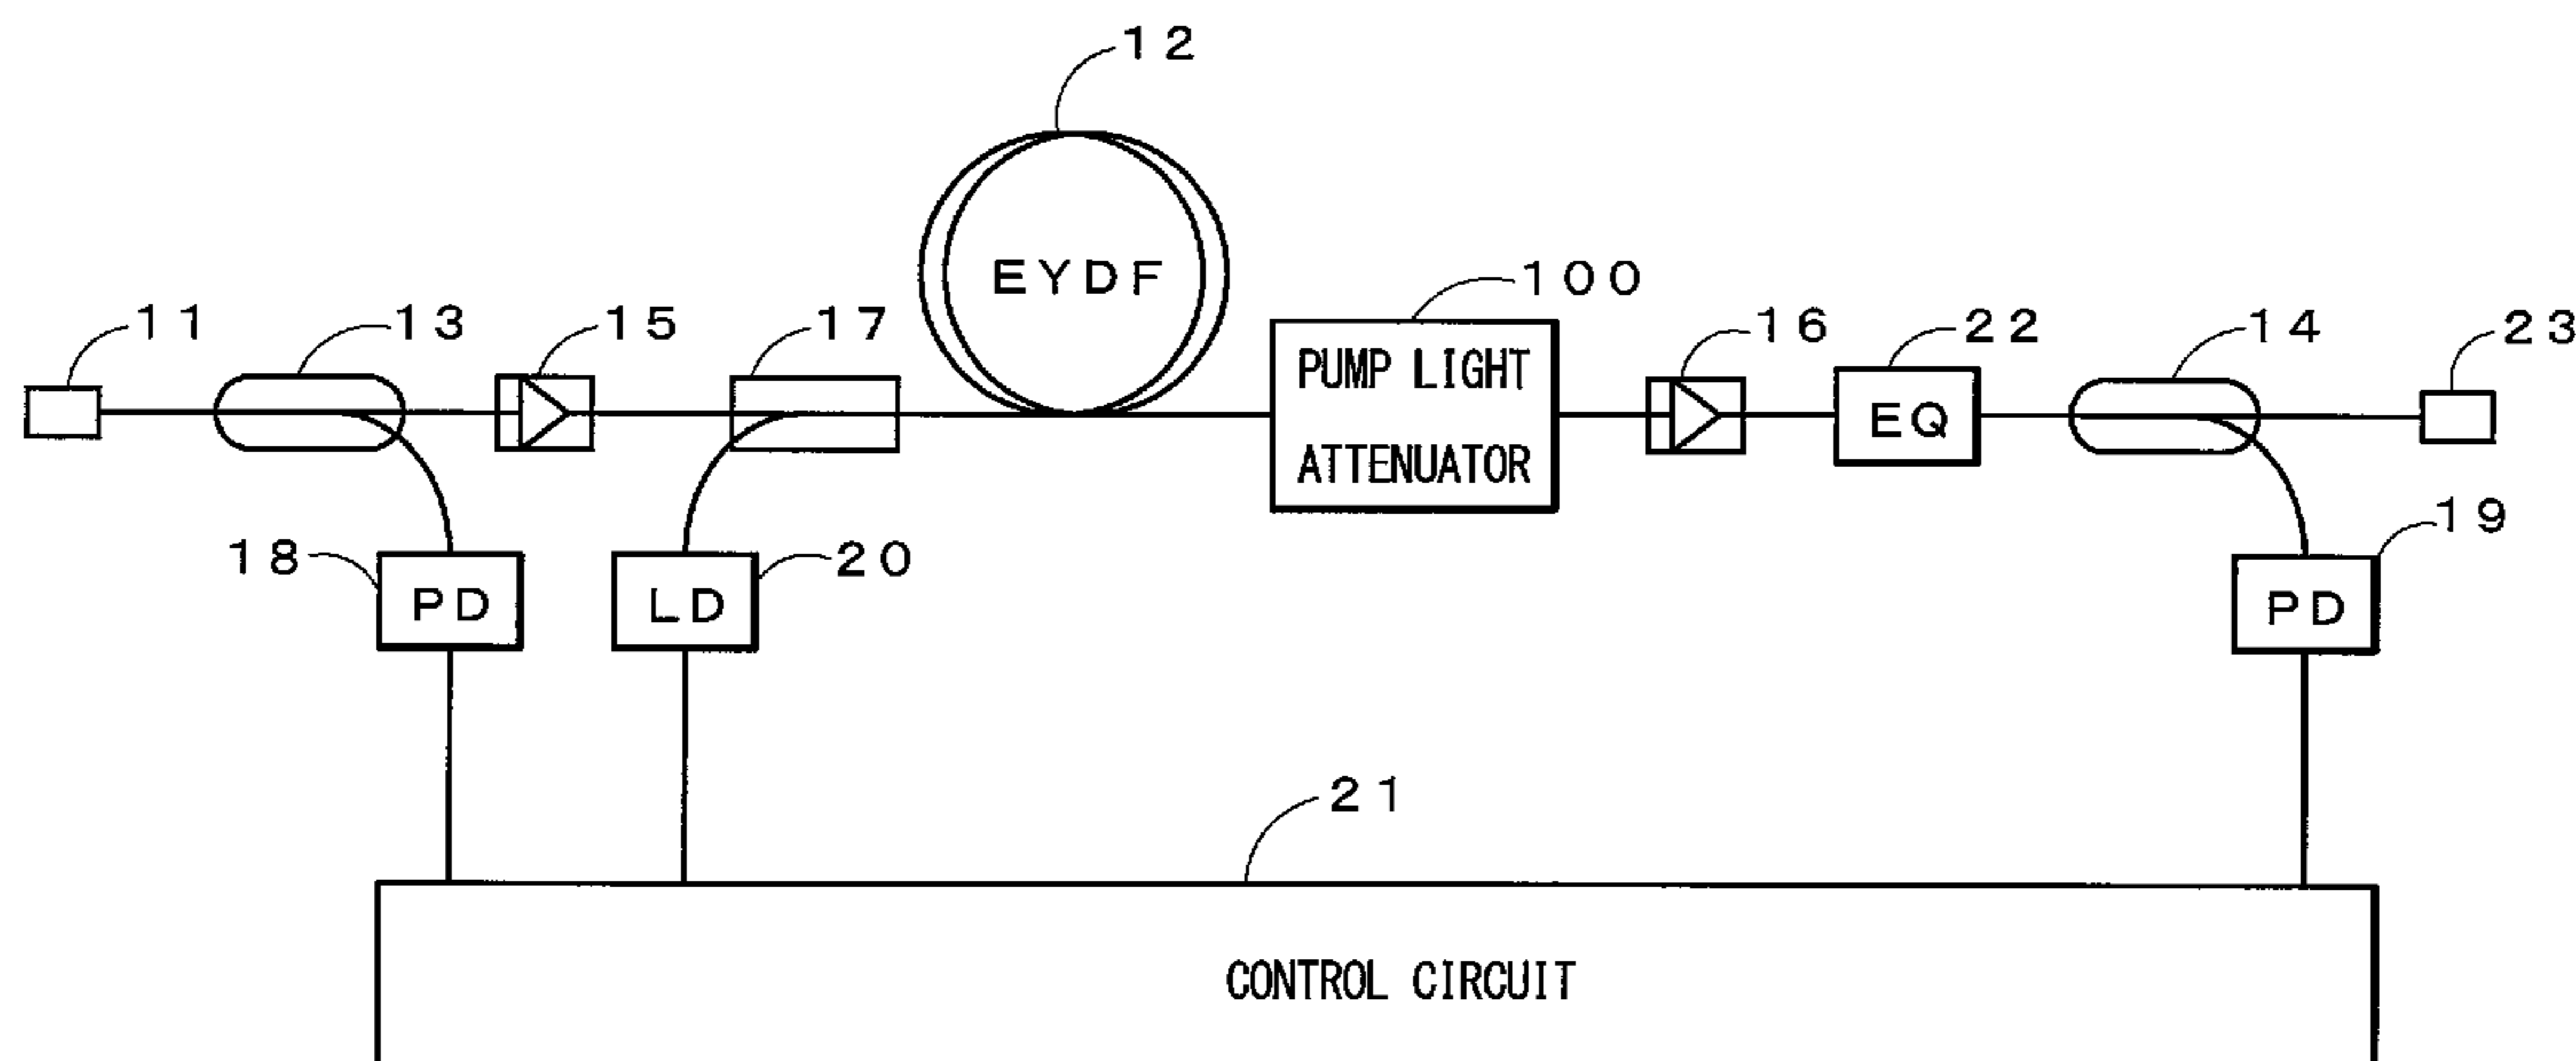 12
EYDF
100
11
13
15
17
PUMP LIGHT
ATTENUATOR
16
22
EQ
14
23
18
PD
LD
20
19
PD
21
CONTROL CIRCUIT